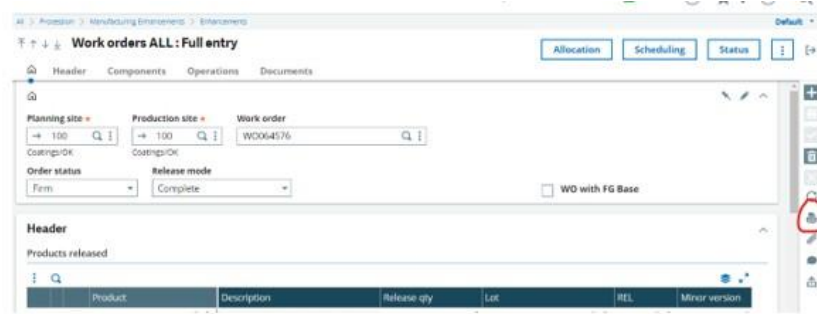 All > Procession > Manufacturing Enhancements > Enhancements
Default
Work orders ALL : Full entry
Allocation
Scheduling
Status
Header Components Operations Documents
Planning site Production site Work order
100 100 WO064576
Coatings/OK Coatings/OK
Order status Release mode
Firm Complete WO with FG Base
Header
Products released
Product Description Release qty Lot REL Minor version